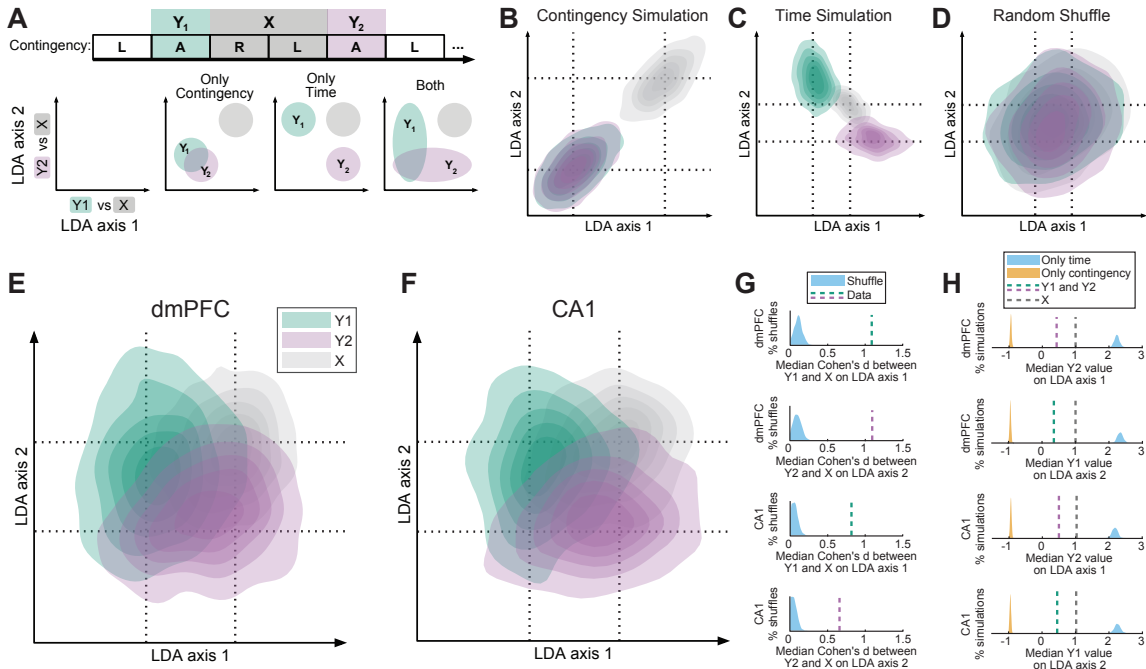 A
Y1 X Y2
Contingency: L A R L A L ...
Only Contingency
Only Time
Both
LDA axis 2
Y2 vs X
Y1 Y2
Y1 Y2
Y1 Y2
Y1 vs X
LDA axis 1
B
Contingency Simulation
LDA axis 2
LDA axis 1
C
Time Simulation
LDA axis 2
LDA axis 1
D
Random Shuffle
LDA axis 2
LDA axis 1
E
dmPFC
Y1
Y2
X
LDA axis 2
LDA axis 1
F
CA1
LDA axis 2
LDA axis 1
G
Shuffle
Data
dmPFC
% shuffles
0 0.5 1 1.5
Median Cohen's d between
Y1 and X on LDA axis 1
dmPFC
% shuffles
0 0.5 1 1.5
Median Cohen's d between
Y2 and X on LDA axis 2
CA1
% shuffles
0 0.5 1 1.5
Median Cohen's d between
Y1 and X on LDA axis 1
CA1
% shuffles
0 0.5 1 1.5
Median Cohen's d between
Y2 and X on LDA axis 2
H
Only time
Only contingency
Y1 and Y2
X
dmPFC
% simulations
-1 0 1 2 3
Median Y2 value
on LDA axis 1
dmPFC
% simulations
-1 0 1 2 3
Median Y1 value
on LDA axis 2
CA1
% simulations
-1 0 1 2 3
Median Y2 value
on LDA axis 1
CA1
% simulations
-1 0 1 2 3
Median Y1 value
on LDA axis 2